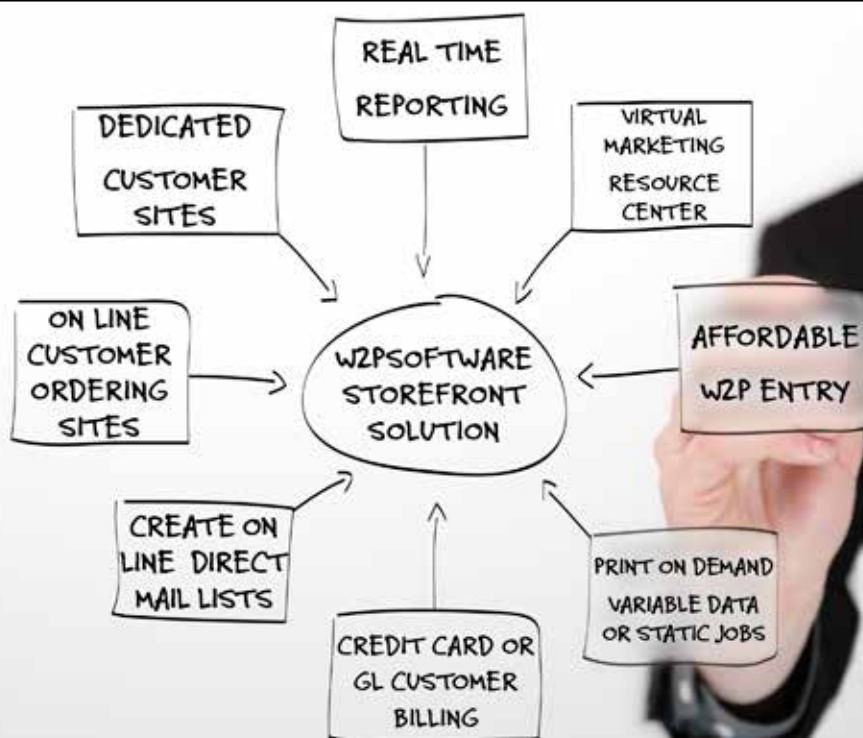 REAL TIME
REPORTING
DEDICATED
CUSTOMER
SITES
VIRTUAL
MARKETING
RESOURCE
CENTER
ON LINE
CUSTOMER
ORDERING
SITES
W2PSOFTWARE
STOREFRONT
SOLUTION
AFFORDABLE
W2P ENTRY
CREATE ON
LINE DIRECT
MAIL LISTS
PRINT ON DEMAND
VARIABLE DATA
OR STATIC JOBS
CREDIT CARD OR
GL CUSTOMER
BILLING